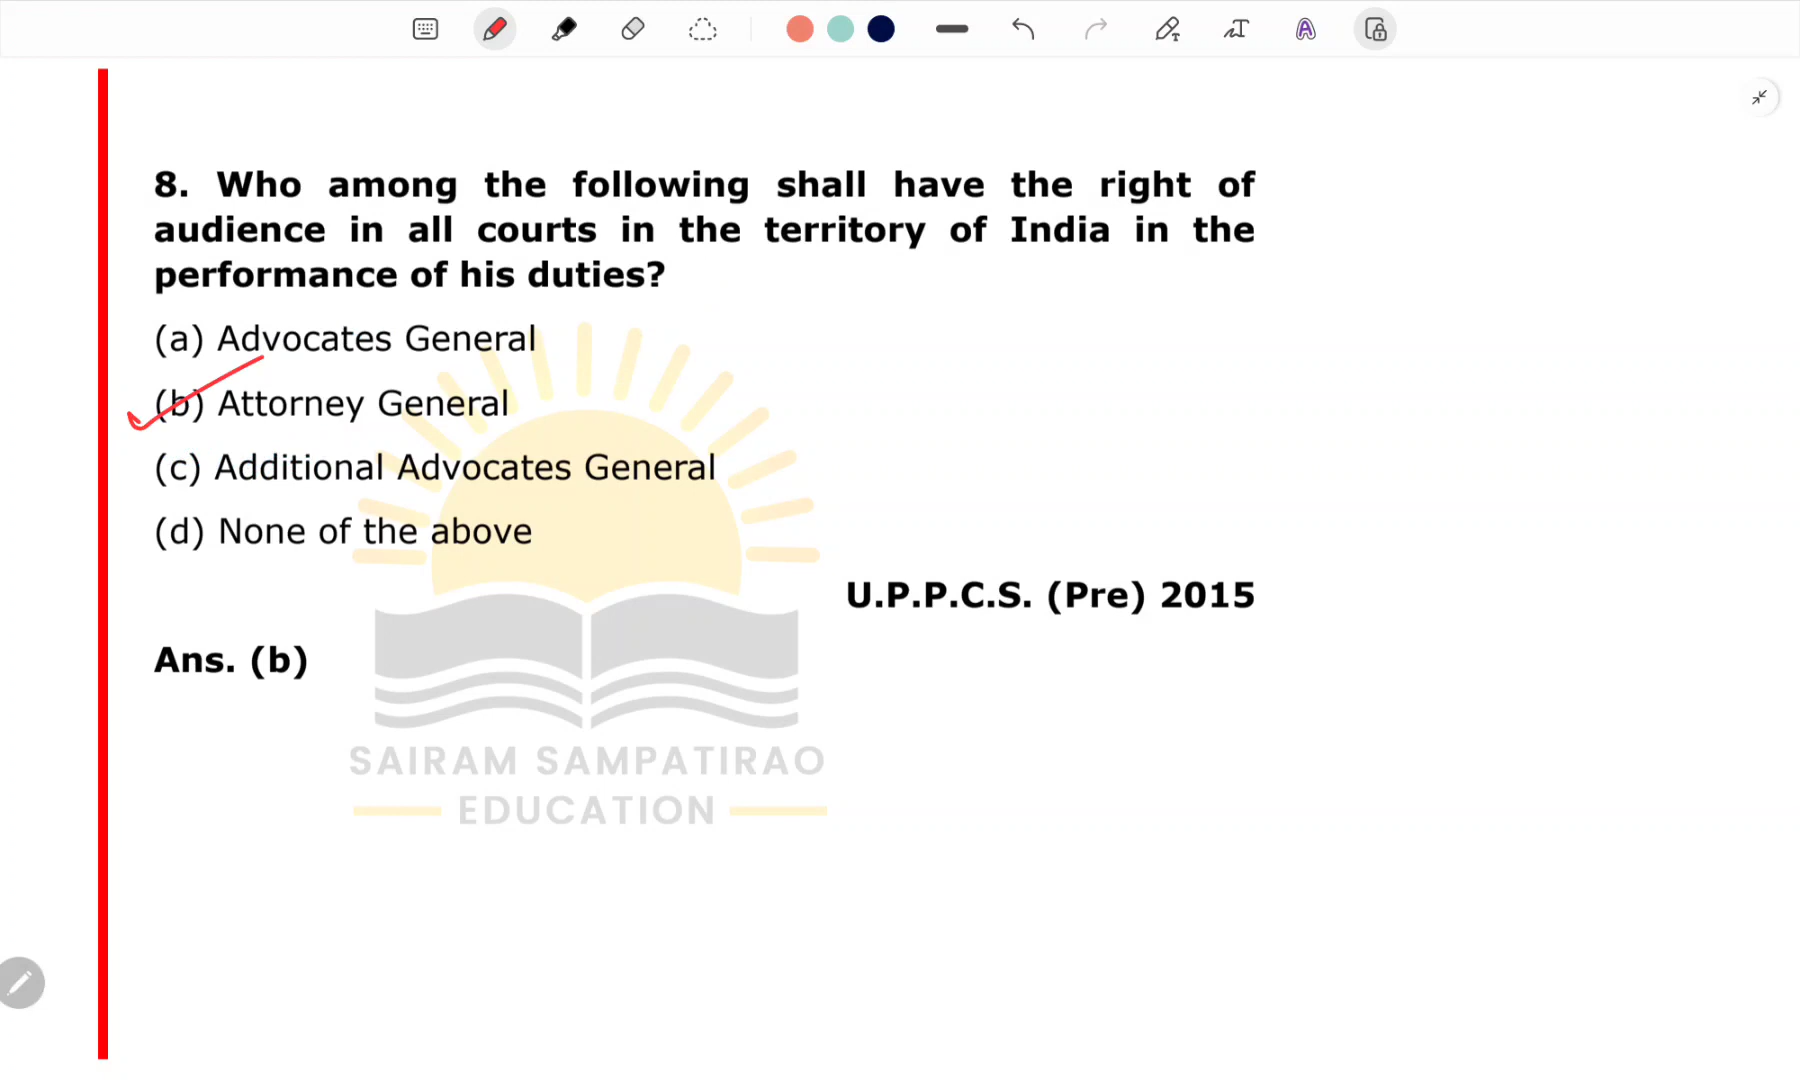 8. Who among the following shall have the right of
audience in all courts in the territory of India in the
performance of his duties?
(a) Advocates General
(b) Attorney General
(c) Additional Advocates General
(d) None of the above
U.P.P.C.S. (Pre) 2015
Ans. (b)
SAIRAM SAMPATIRAO
EDUCATION